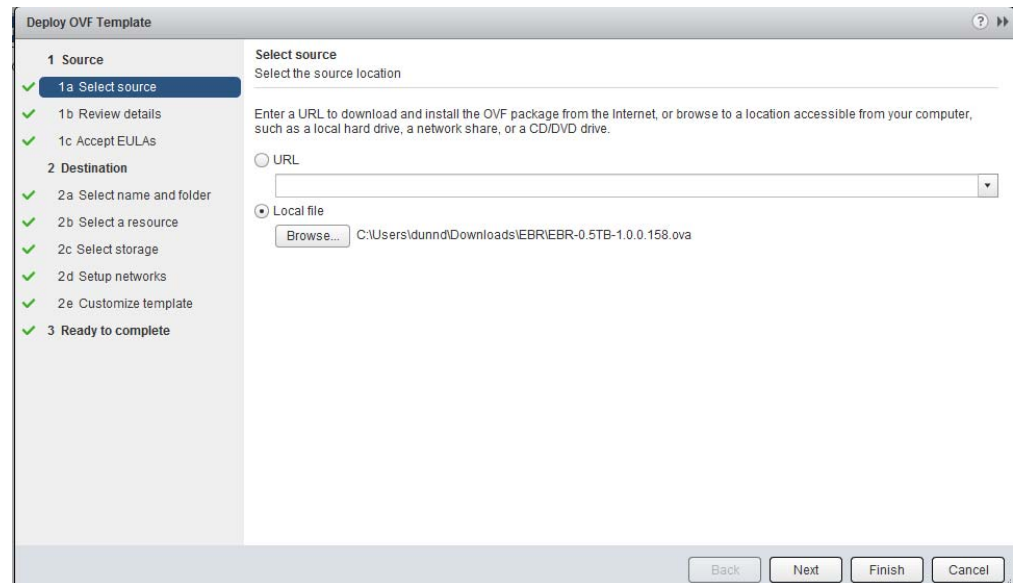 Deploy OVF Template
?
1 Source
1a Select source
1b Review details
1c Accept EULAs
2 Destination
2a Select name and folder
2b Select a resource
2c Select storage
2d Setup networks
2e Customize template
3 Ready to complete
Select source
Select the source location
Enter a URL to download and install the OVF package from the Internet, or browse to a location accessible from your computer,
such as a local hard drive, a network share, or a CD/DVD drive.
URL
Local file
Browse... C:\Users\dunnd\Downloads\EBR\EBR-0.5TB-1.0.0.158.ova
Back Next Finish Cancel